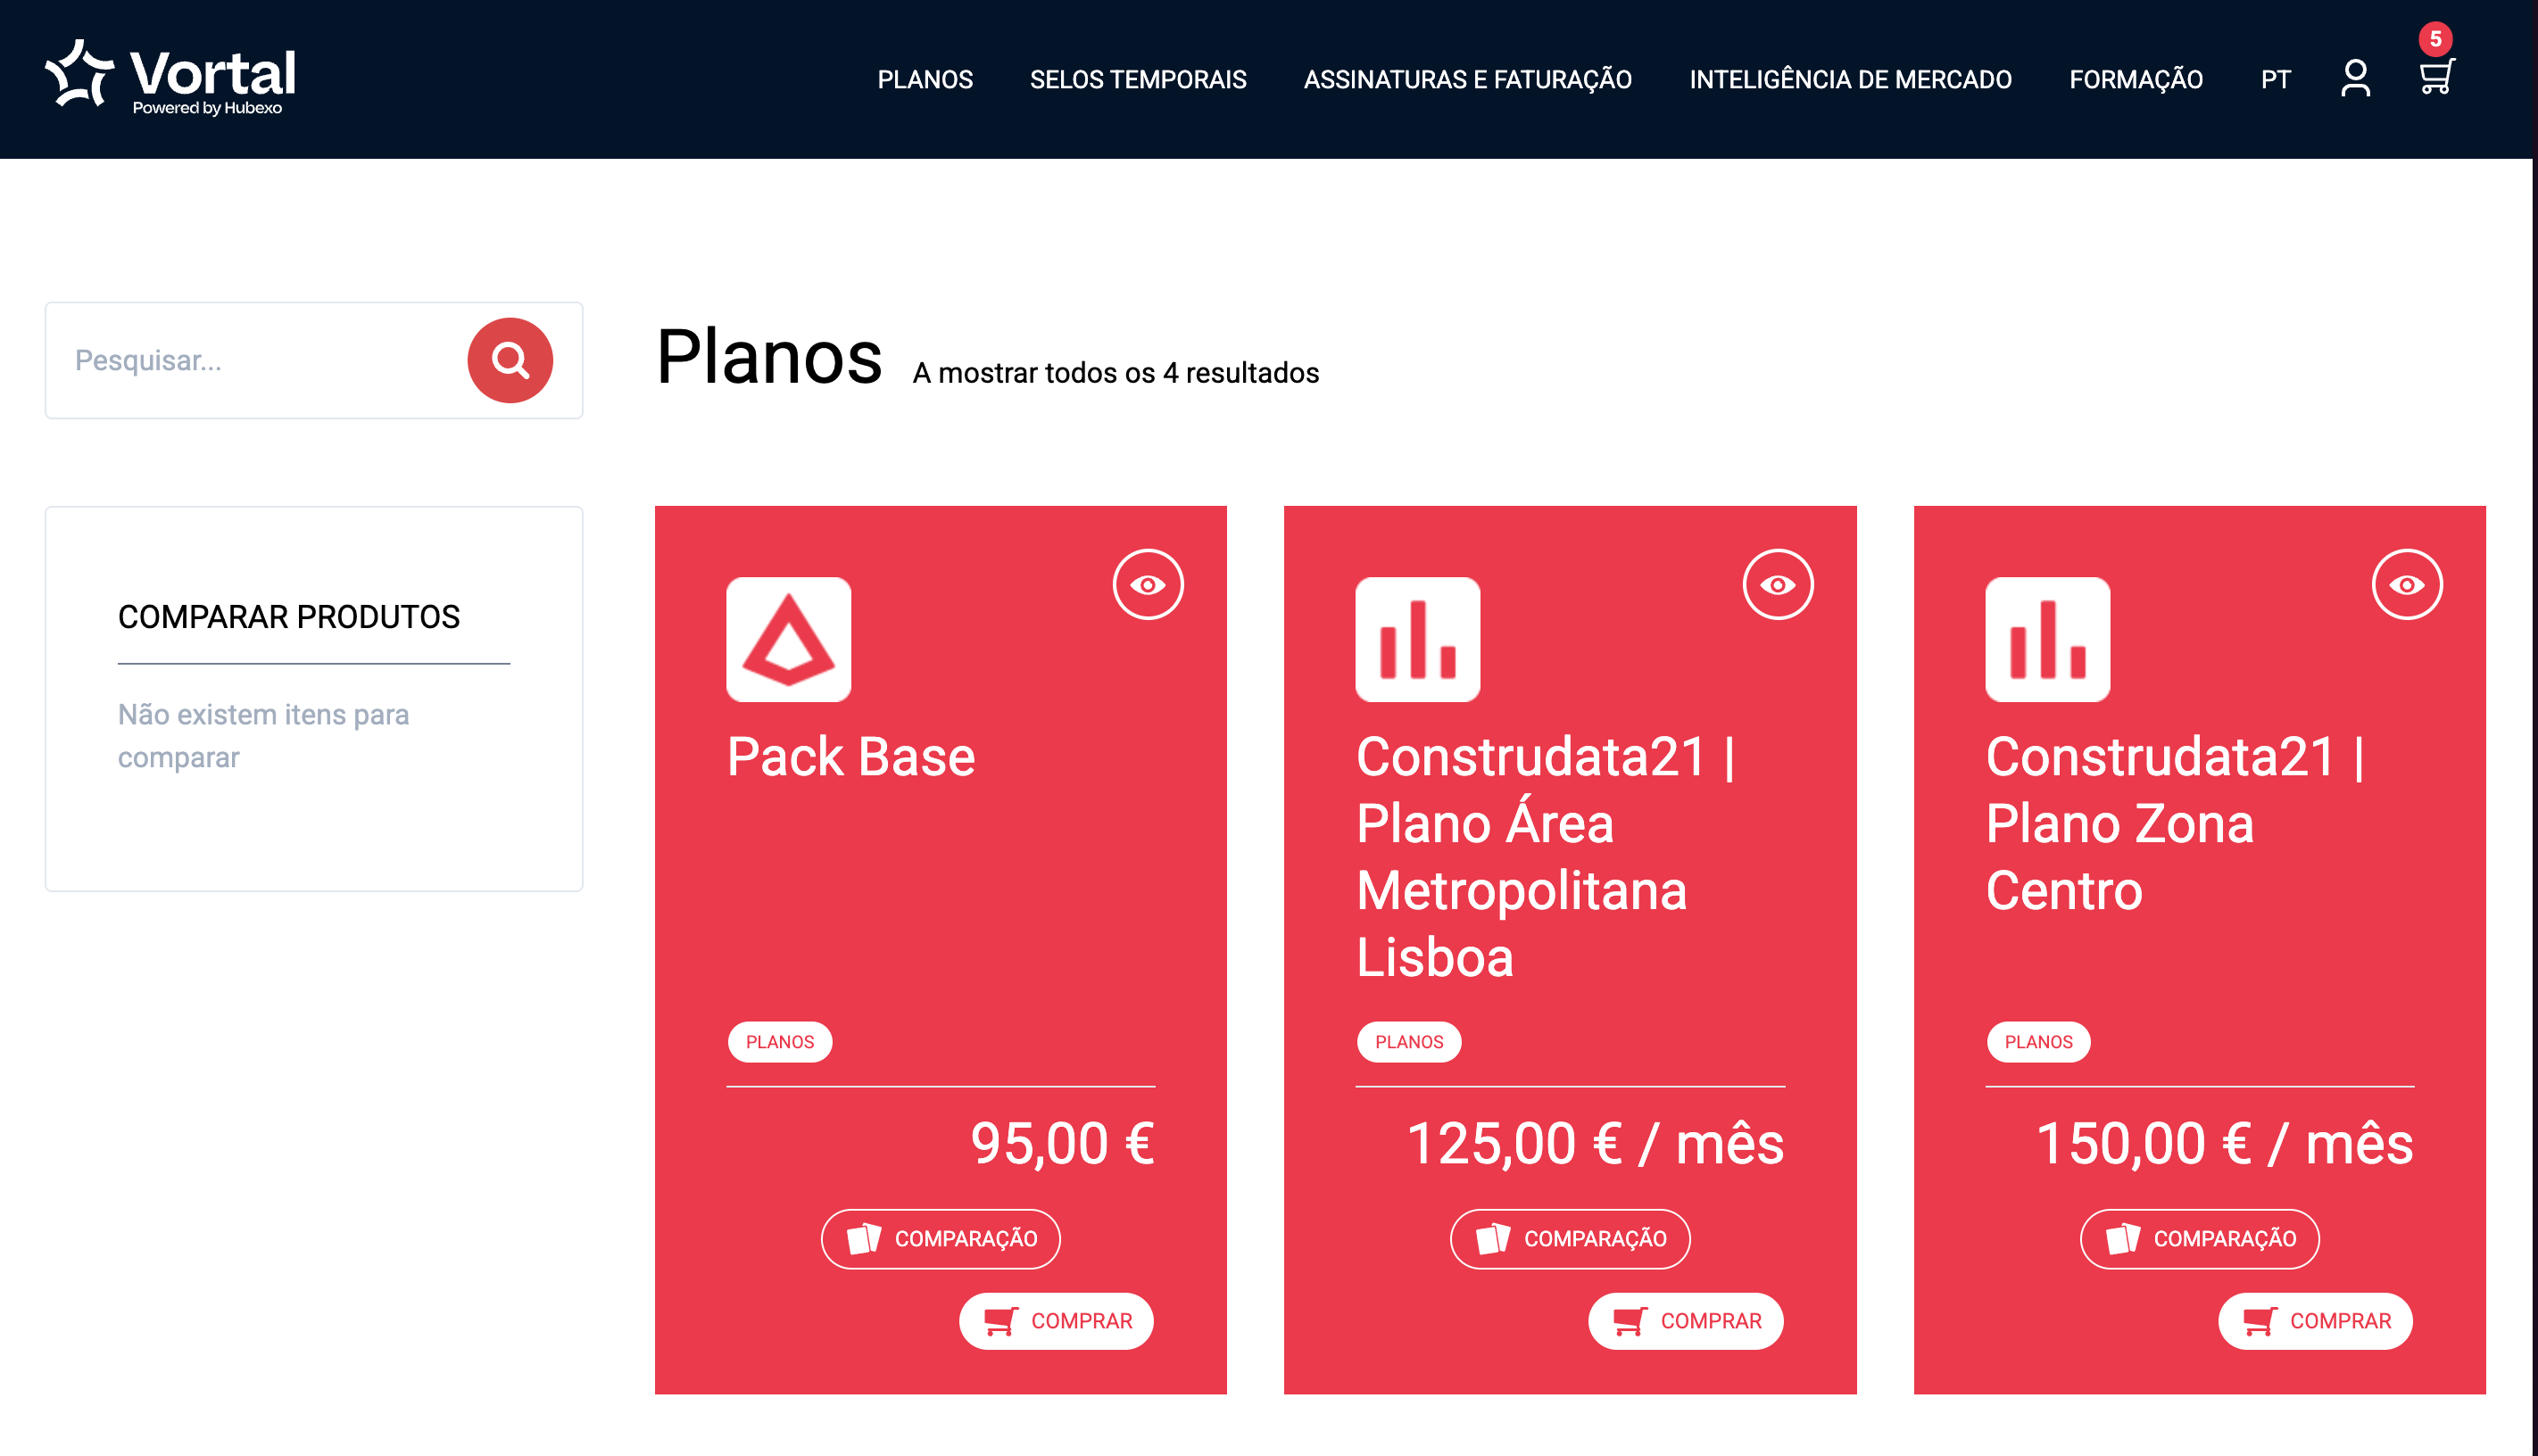 Vortal
Powered by Hubexo
PLANOS
SELOS TEMPORAIS
ASSINATURAS E FATURAÇÃO
INTELIGÊNCIA DE MERCADO
FORMAÇÃO
PT
5
Pesquisar...
Planos
A mostrar todos os 4 resultados
COMPARAR PRODUTOS
Não existem itens para
comparar
Pack Base
PLANOS
95,00 €
COMPARAÇÃO
COMPRAR
Construdata21 |
Plano Área
Metropolitana
Lisboa
PLANOS
125,00 € / mês
COMPARAÇÃO
COMPRAR
Construdata21 |
Plano Zona
Centro
PLANOS
150,00 € / mês
COMPARAÇÃO
COMPRAR